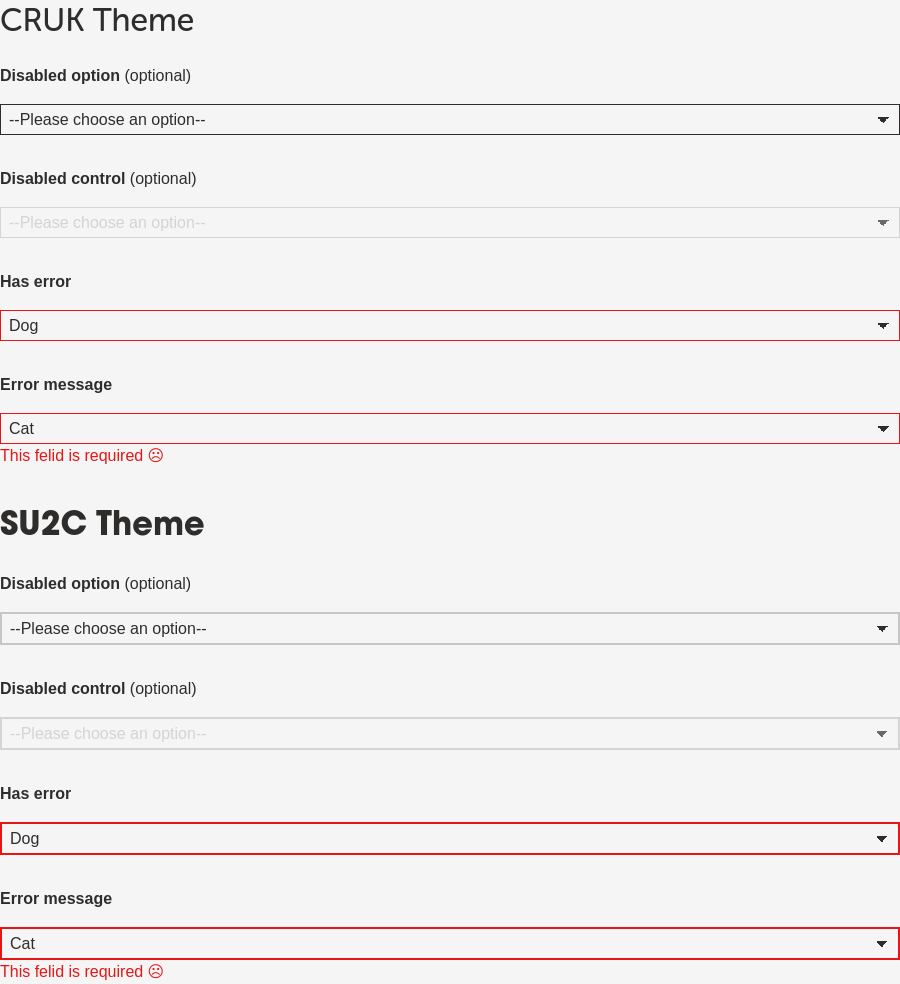 CRUK Theme
Disabled option (optional)
--Please choose an option--
Disabled control (optional)
--Please choose an option--
Has error
Dog
Error message
Cat
This felid is required ☹
SU2C Theme
Disabled option (optional)
--Please choose an option--
Disabled control (optional)
--Please choose an option--
Has error
Dog
Error message
Cat
This felid is required ☹